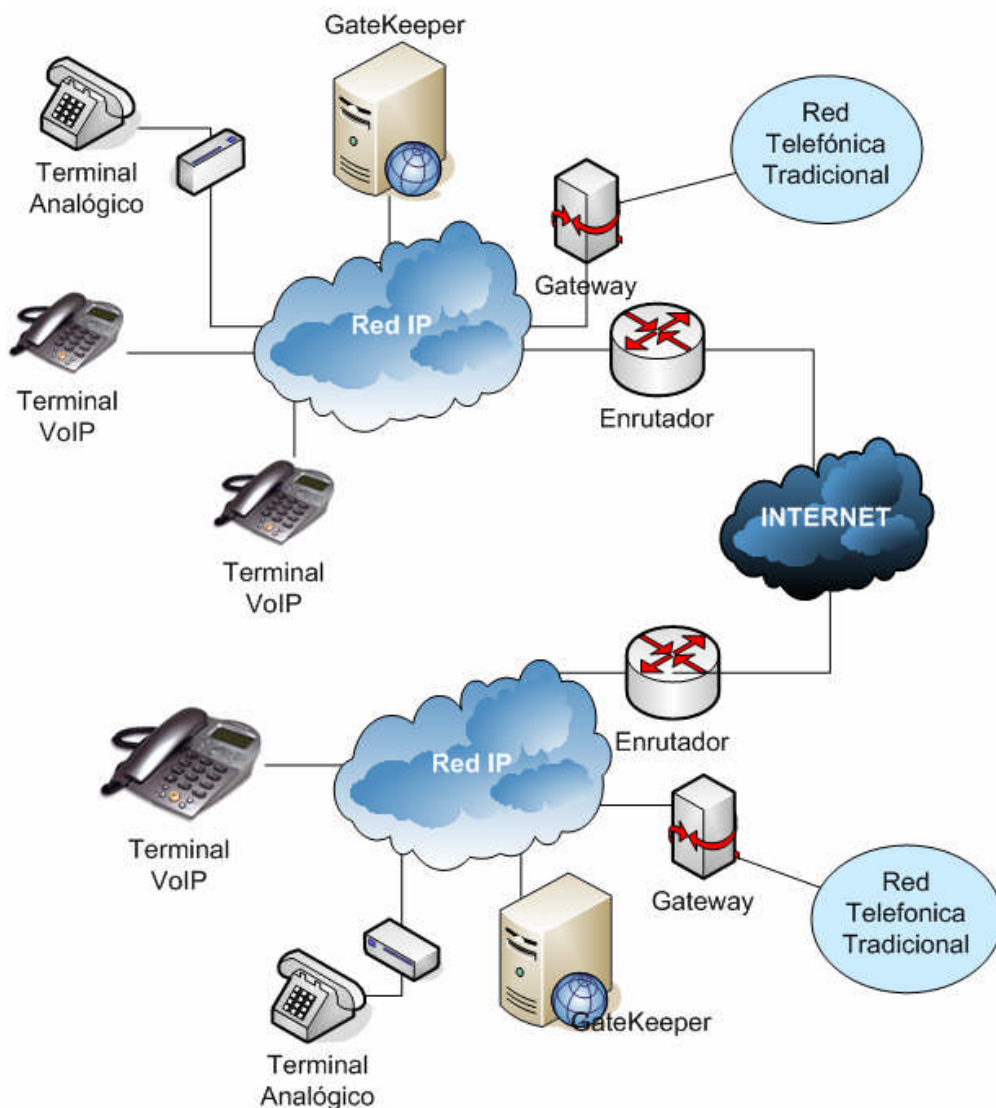 GateKeeper
Red
Telefónica
Tradicional
Terminal
Analógico
Gateway
Red IP
Terminal
VoIP
Enrutador
Terminal
VoIP
INTERNET
Enrutador
Red IP
Terminal
VoIP
Gateway
Red
Telefonica
Tradicional
GateKeeper
Terminal
Analógico